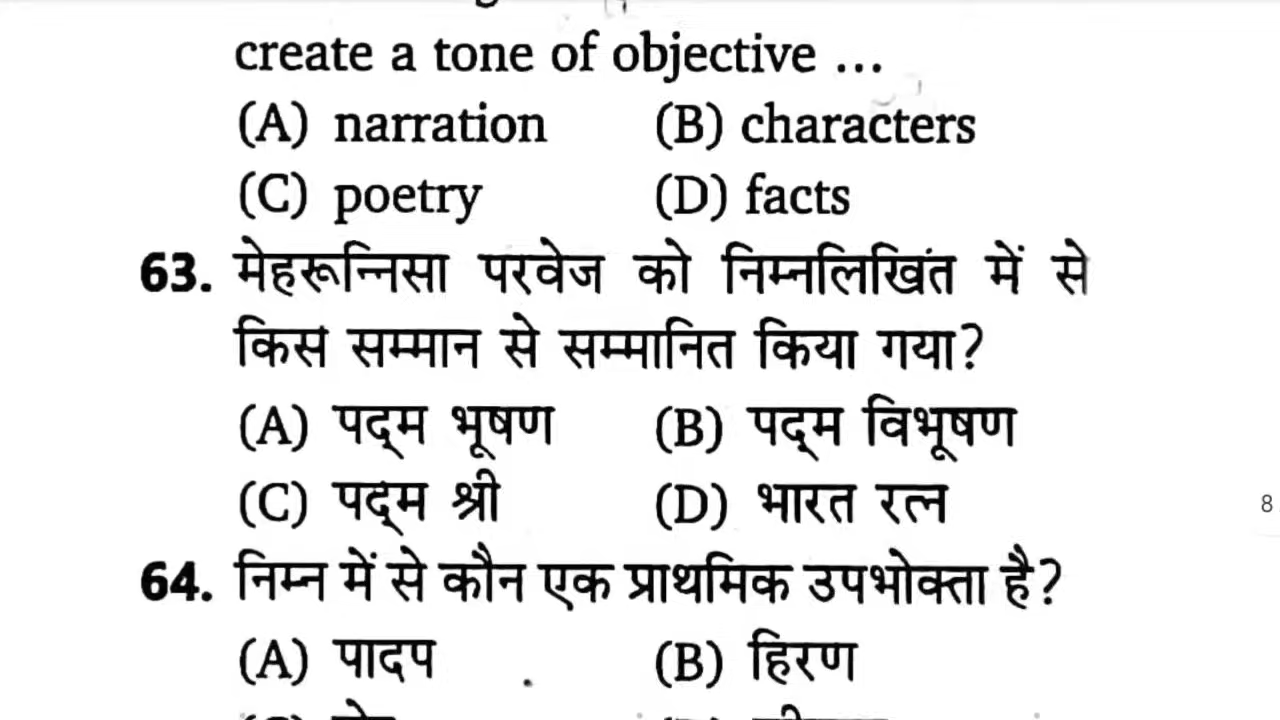 create a tone of objective ...
(A) narration (B) characters
(C) poetry (D) facts
63. मेहरून्निसा परवेज को निम्नलिखित में से
किस सम्मान से सम्मानित किया गया?
(A) पद्म भूषण (B) पद्म विभूषण
(C) पद्म श्री (D) भारत रत्न
8
64. निम्न में से कौन एक प्राथमिक उपभोक्ता है?
(A) पादप (B) हिरण